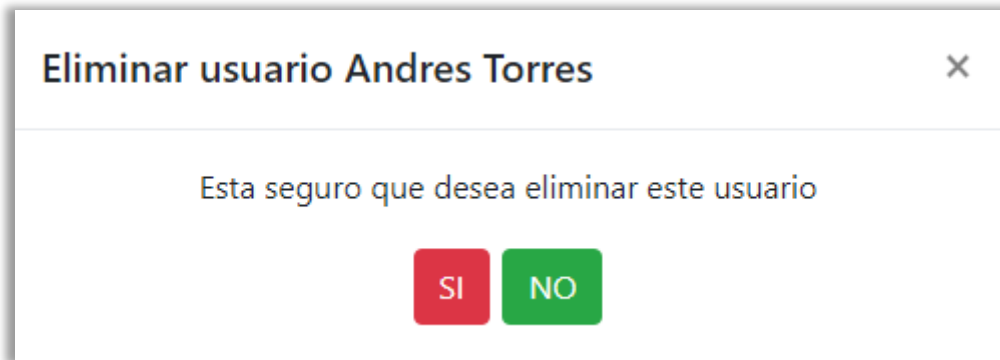 Eliminar usuario Andres Torres ×
Esta seguro que desea eliminar este usuario
SI NO